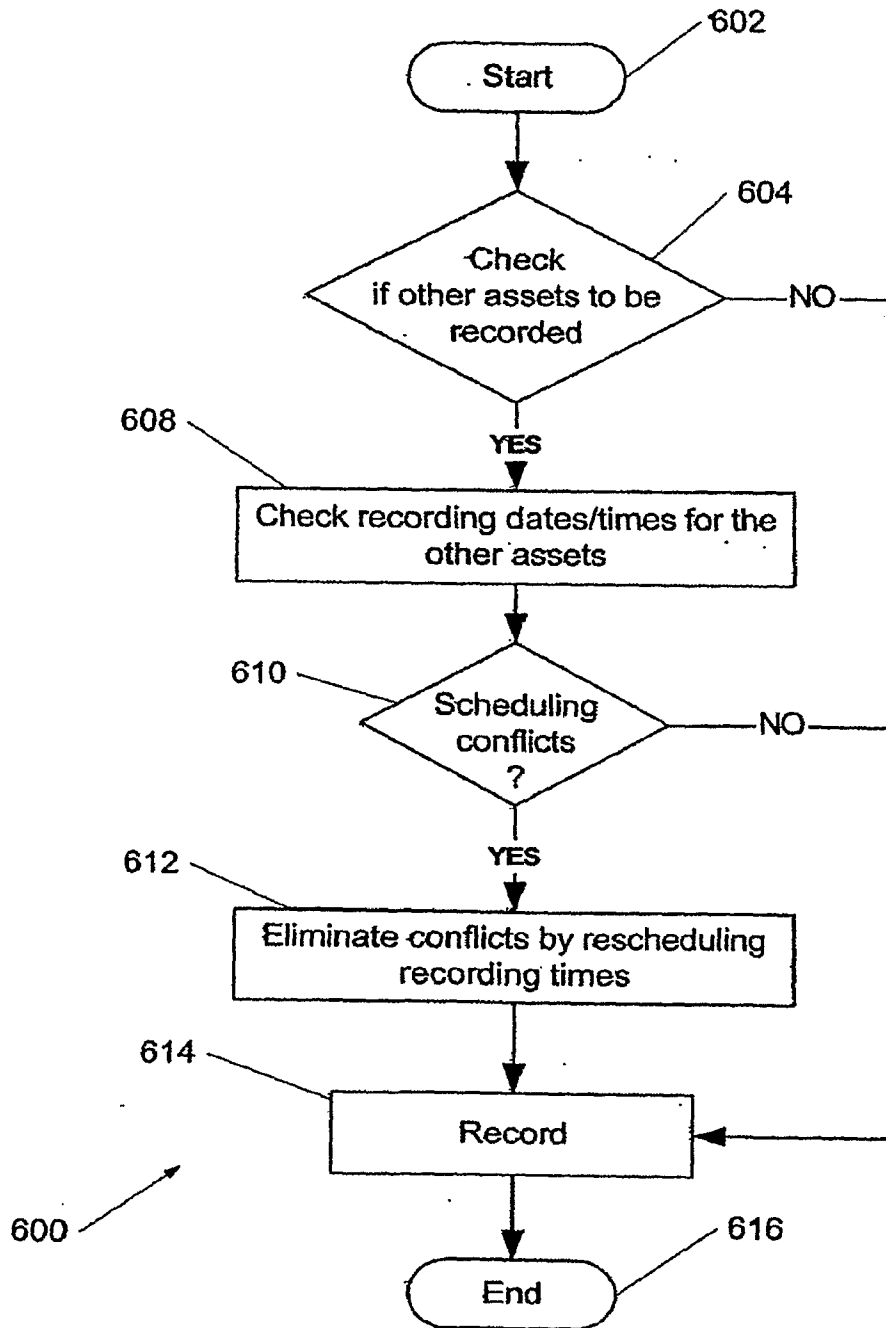 602
Start
604
Check
if other assets to be
recorded
NO
608
YES
Check recording dates/times for the
other assets
610
Scheduling
conflicts
?
NO
YES
612
Eliminate conflicts by rescheduling
recording times
614
Record
600
616
End